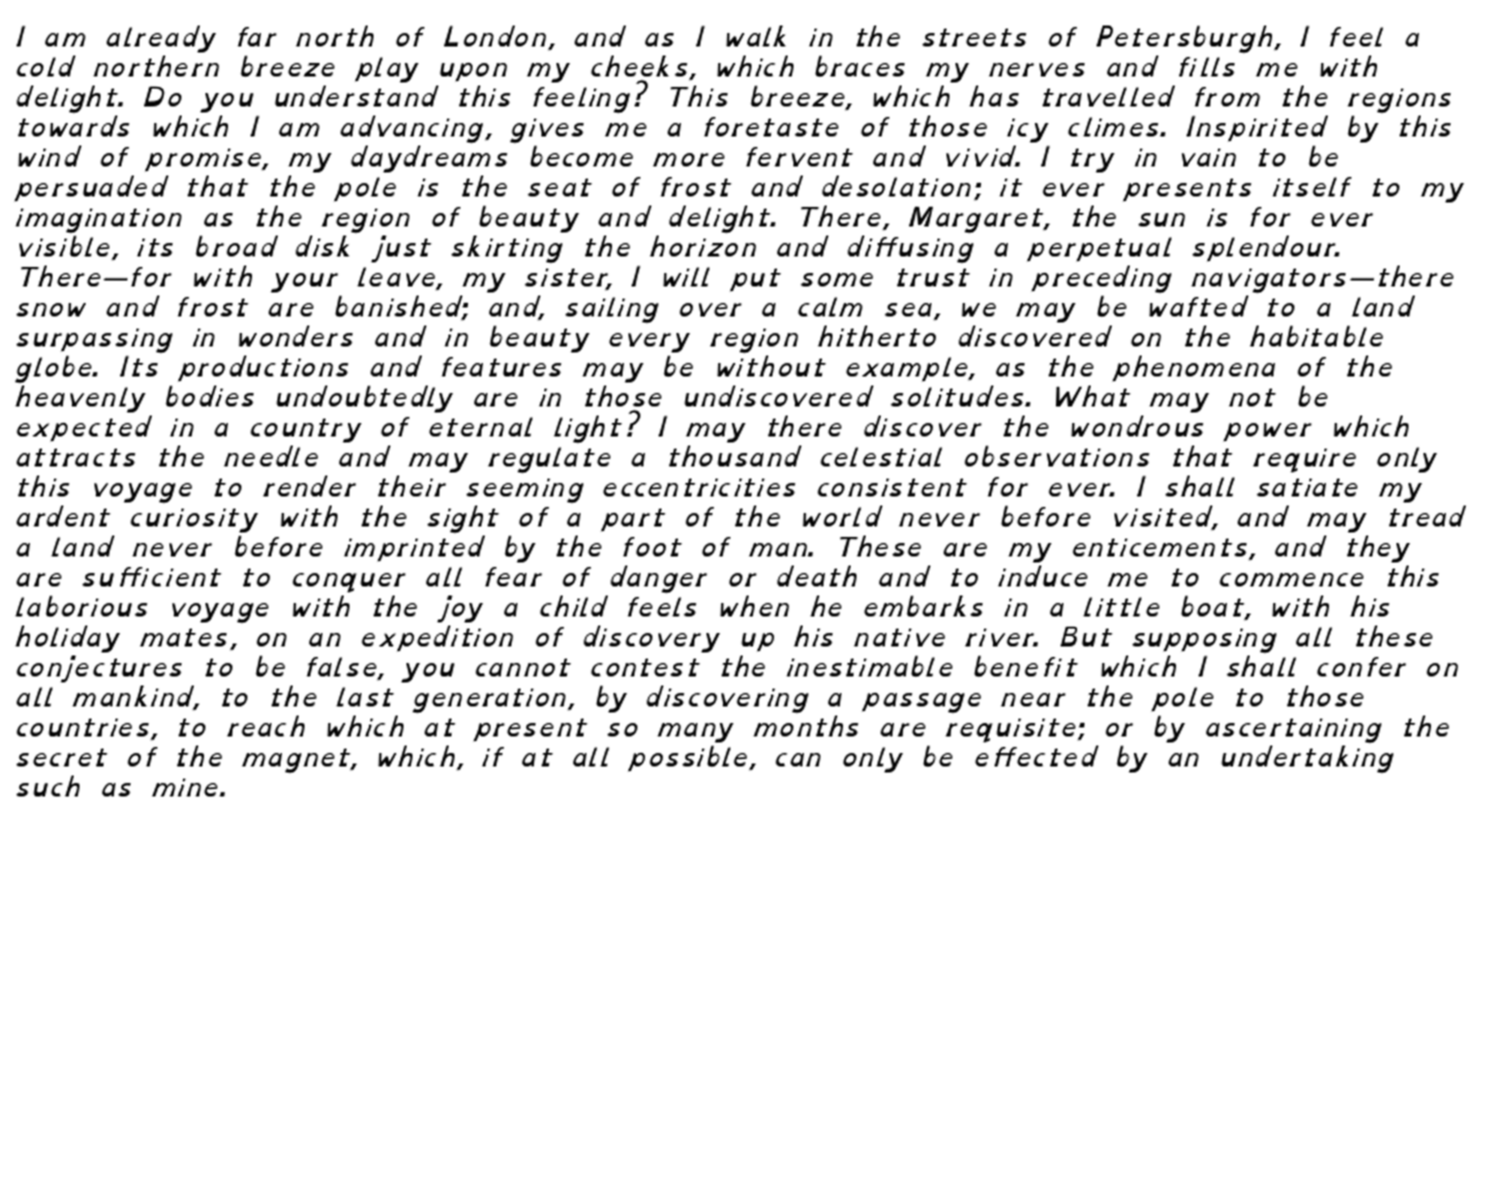 I am already far north of London, and as I walk in the streets of Petersburgh, I feel a
cold northern breeze play upon my cheeks, which braces my nerves and fills me with
delight. Do you understand this feeling? This breeze, which has travelled from the regions
towards which I am advancing, gives me a foretaste of those icy climes. Inspirited by this
wind of promise, my daydreams become more fervent and vivid. I try in vain to be
persuaded that the pole is the seat of frost and desolation; it ever presents itself to my
imagination as the region of beauty and delight. There, Margaret, the sun is for ever
visible, its broad disk just skirting the horizon and diffusing a perpetual splendour.
There—for with your leave, my sister, I will put some trust in preceding navigators—there
snow and frost are banished; and, sailing over a calm sea, we may be wafted to a land
surpassing in wonders and in beauty every region hitherto discovered on the habitable
globe. Its productions and features may be without example, as the phenomena of the
heavenly bodies undoubtedly are in those undiscovered solitudes. What may not be
expected in a country of eternal light? I may there discover the wondrous power which
attracts the needle and may regulate a thousand celestial observations that require only
this voyage to render their seeming eccentricities consistent for ever. I shall satiate my
ardent curiosity with the sight of a part of the world never before visited, and may tread
a land never before imprinted by the foot of man. These are my enticements, and they
are sufficient to conquer all fear of danger or death and to induce me to commence this
laborious voyage with the joy a child feels when he embarks in a little boat, with his
holiday mates, on an expedition of discovery up his native river. But supposing all these
conjectures to be false, you cannot contest the inestimable benefit which I shall confer on
all mankind, to the last generation, by discovering a passage near the pole to those
countries, to reach which at present so many months are requisite; or by ascertaining the
secret of the magnet, which, if at all possible, can only be effected by an undertaking
such as mine.